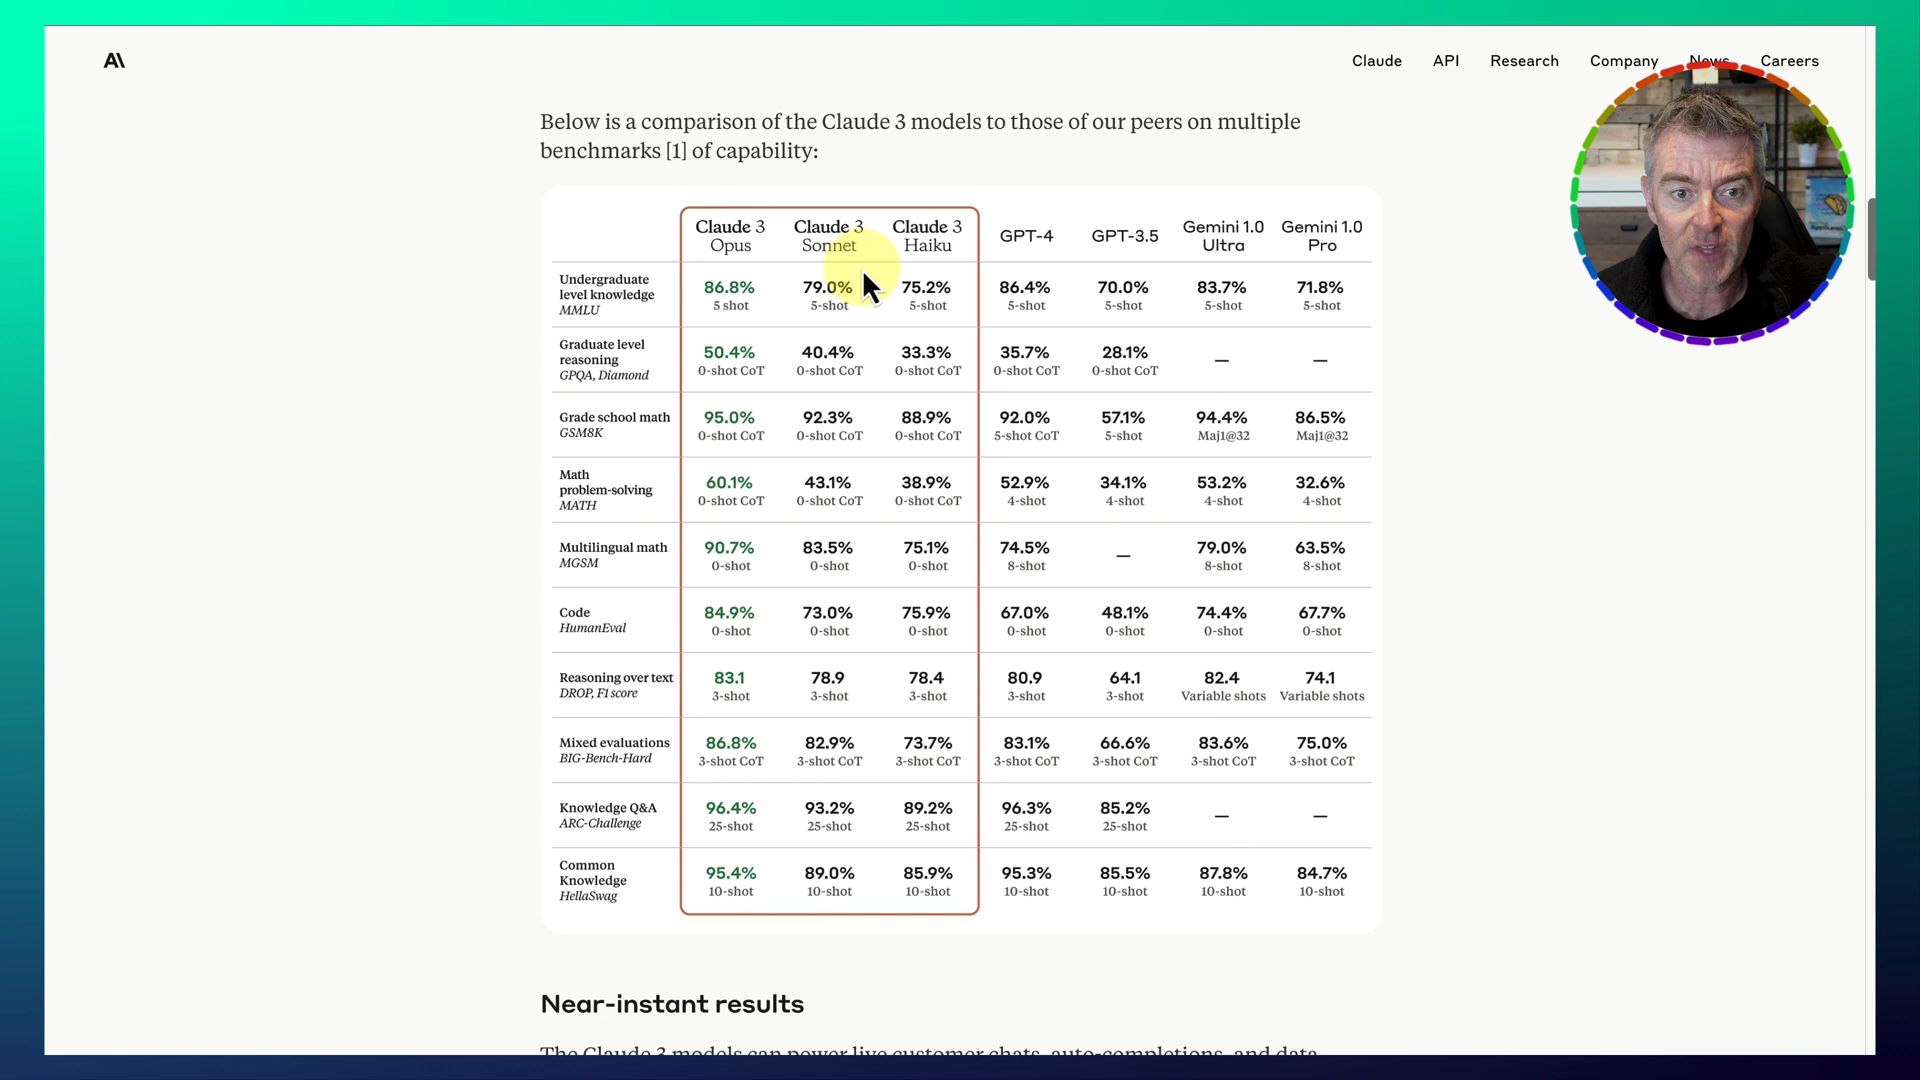 A\
Claude API Research Company News Careers
Below is a comparison of the Claude 3 models to those of our peers on multiple
benchmarks [1] of capability:
Claude 3 Opus Claude 3 Sonnet Claude 3 Haiku GPT-4 GPT-3.5 Gemini 1.0 Ultra Gemini 1.0 Pro
Undergraduate
level knowledge
MMLU
86.8% 79.0% 75.2% 86.4% 70.0% 83.7% 71.8%
5 shot 5-shot 5-shot 5-shot 5-shot 5-shot 5-shot
Graduate level
reasoning
GPQA, Diamond
50.4% 40.4% 33.3% 35.7% 28.1% — —
0-shot CoT 0-shot CoT 0-shot CoT 0-shot CoT 0-shot CoT
Grade school math
GSM8K
95.0% 92.3% 88.9% 92.0% 57.1% 94.4% 86.5%
0-shot CoT 0-shot CoT 0-shot CoT 5-shot CoT 5-shot Maj1@32 Maj1@32
Math
problem-solving
MATH
60.1% 43.1% 38.9% 52.9% 34.1% 53.2% 32.6%
0-shot CoT 0-shot CoT 0-shot CoT 4-shot 4-shot 4-shot 4-shot
Multilingual math
MGSM
90.7% 83.5% 75.1% 74.5% — 79.0% 63.5%
0-shot 0-shot 0-shot 8-shot 8-shot 8-shot
Code
HumanEval
84.9% 73.0% 75.9% 67.0% 48.1% 74.4% 67.7%
0-shot 0-shot 0-shot 0-shot 0-shot 0-shot 0-shot
Reasoning over text
DROP, F1 score
83.1 78.9 78.4 80.9 64.1 82.4 74.1
3-shot 3-shot 3-shot 3-shot 3-shot Variable shots Variable shots
Mixed evaluations
BIG-Bench-Hard
86.8% 82.9% 73.7% 83.1% 66.6% 83.6% 75.0%
3-shot CoT 3-shot CoT 3-shot CoT 3-shot CoT 3-shot CoT 3-shot CoT 3-shot CoT
Knowledge Q&A
ARC-Challenge
96.4% 93.2% 89.2% 96.3% 85.2% — —
25-shot 25-shot 25-shot 25-shot 25-shot
Common
Knowledge
HellaSwag
95.4% 89.0% 85.9% 95.3% 85.5% 87.8% 84.7%
10-shot 10-shot 10-shot 10-shot 10-shot 10-shot 10-shot
Near-instant results
The Claude 3 models can power live customer chats, auto-completions, and data